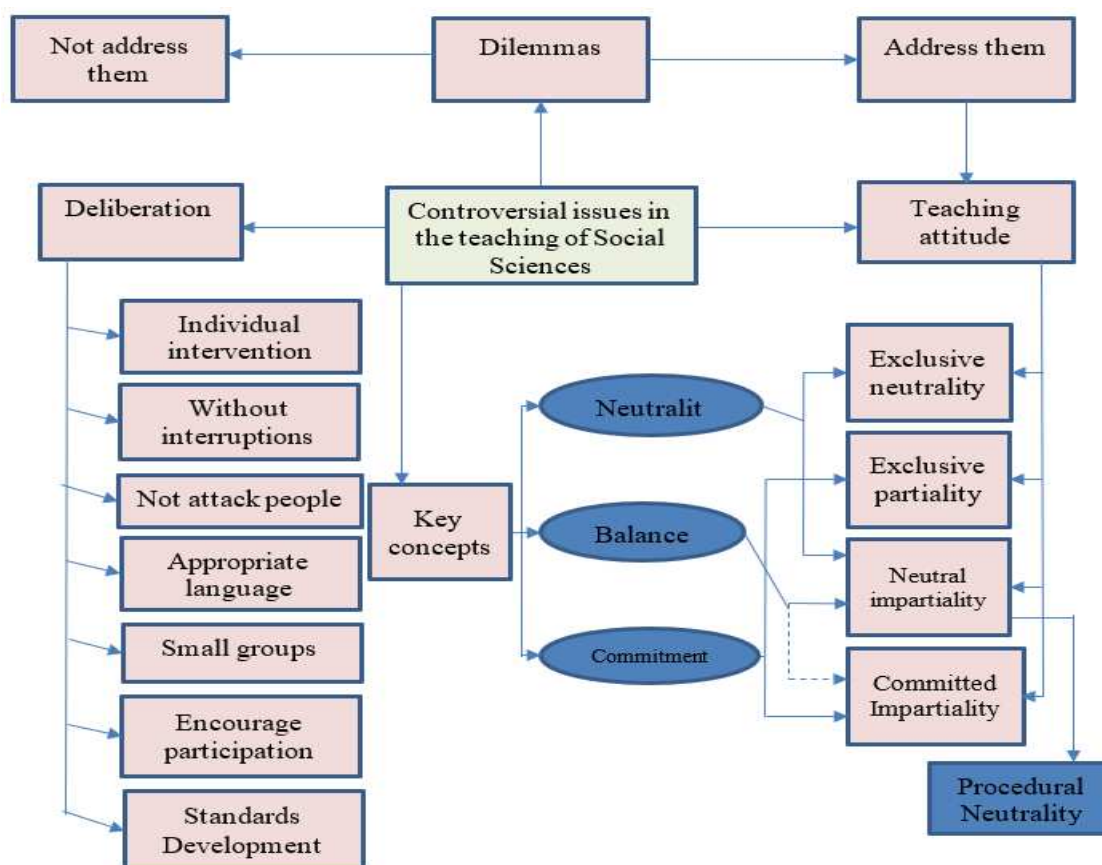 Not address
them
Dilemmas
Address them
Deliberation
Controversial issues in
the teaching of Social
Sciences
Teaching
attitude
Individual
intervention
Without
interruptions
Not attack people
Appropriate
language
Small groups
Encourage
participation
Standards
Development
Key
concepts
Neutralit
Balance
Commitment
Exclusive
neutrality
Exclusive
partiality
Neutral
impartiality
Committed
Impartiality
Procedural
Neutrality